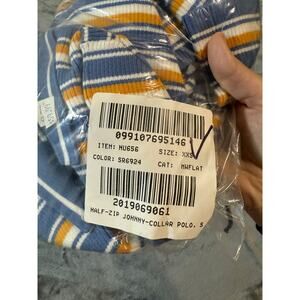 099107695146
ITEM: MU656 SIZE: XXS
COLOR: SR6924 CAT: MWFLAT
2019069061
HALF-ZIP JOHNNY-COLLAR POLO, S